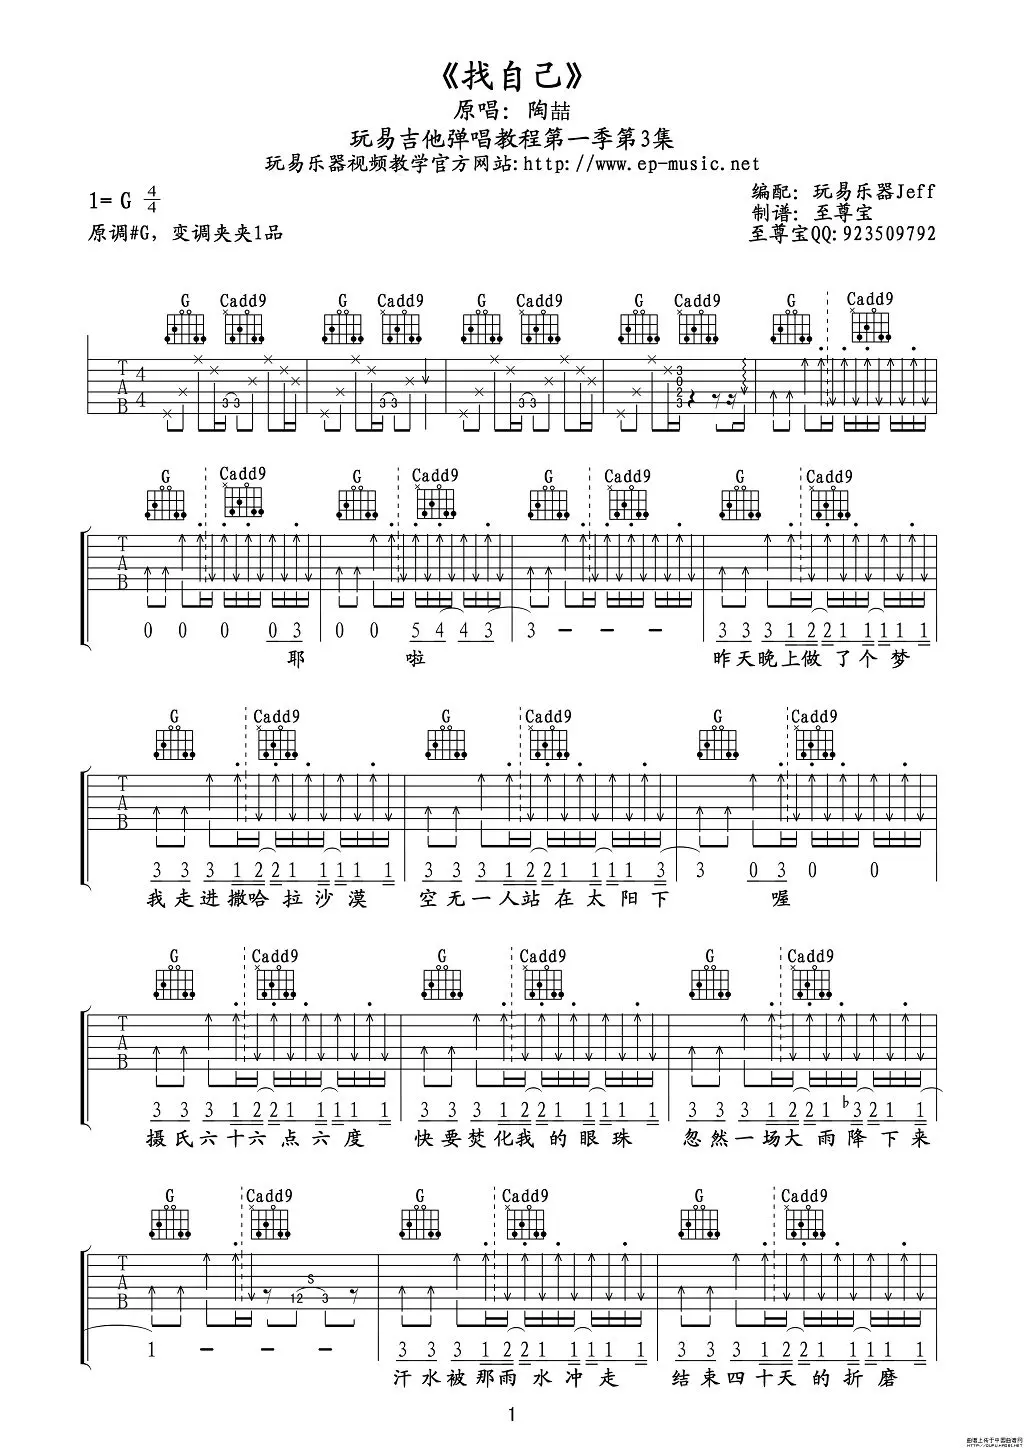 《找自己》
原唱：陶喆
玩易吉他弹唱教程第一季第3集
玩易乐器视频教学官方网站:http://www.ep-music.net
1= G 4/4
原调#G，变调夹夹1品
编配：玩易乐器Jeff
制谱：至尊宝
至尊宝QQ:923509792
G Cadd9 G Cadd9 G Cadd9 G Cadd9 G Cadd9
T A B 4 4 3 3 3 3 3 3 3 0 2 3
G Cadd9 G Cadd9 G Cadd9 G Cadd9
T A B
0 0 0 0 3 0 0 5 4 4 3 3 - - - 3 3 3 1 2 2 1 1 1 1 1
耶 啦 昨天晚上做了个梦
G Cadd9 G Cadd9 G Cadd9
T A B
3 3 3 1 2 2 1 1 1 1 3 3 3 1 2 2 1 1 1 3 3 0 3 0 0
我走进撒哈拉沙漠 空无一人站在太阳下 喔
G Cadd9 G Cadd9 G Cadd9
T A B
3 3 3 1 2 2 1 1 1 1 3 3 3 1 2 2 1 1 1 1 3 3 3 1 2 2 1 b3 2 1 1
摄氏六十六点六度 快要焚化我的眼珠 忽然一场大雨降下来
G Cadd9 G Cadd9 G Cadd9
T A B 12 S 3
1 - - - 3 3 3 1 2 2 1 1 1 1 1 3 3 3 1 2 2 1 1 1 1 1
汗水被那雨水冲走 结束四十天的折磨
1